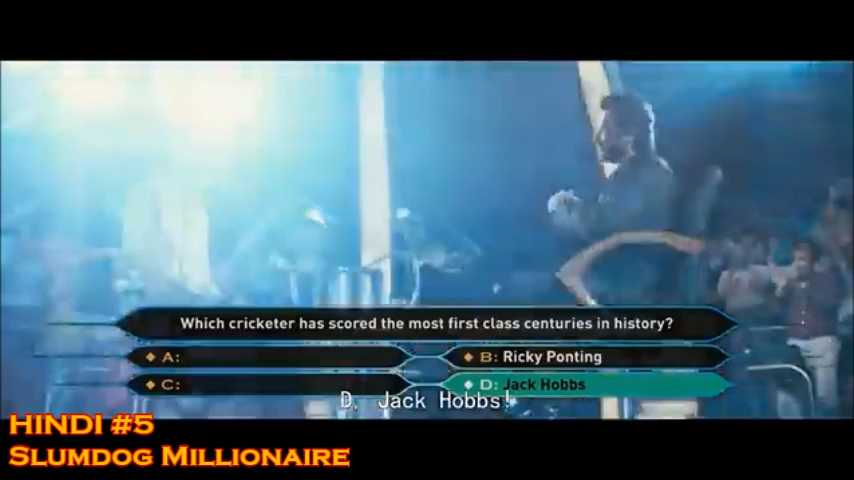 Which cricketer has scored the most first class centuries in history?
A:
B: Ricky Ponting
C:
D: Jack Hobbs
D, Jack Hobbs!
HINDI #5
SLUMDOG MILLIONAIRE